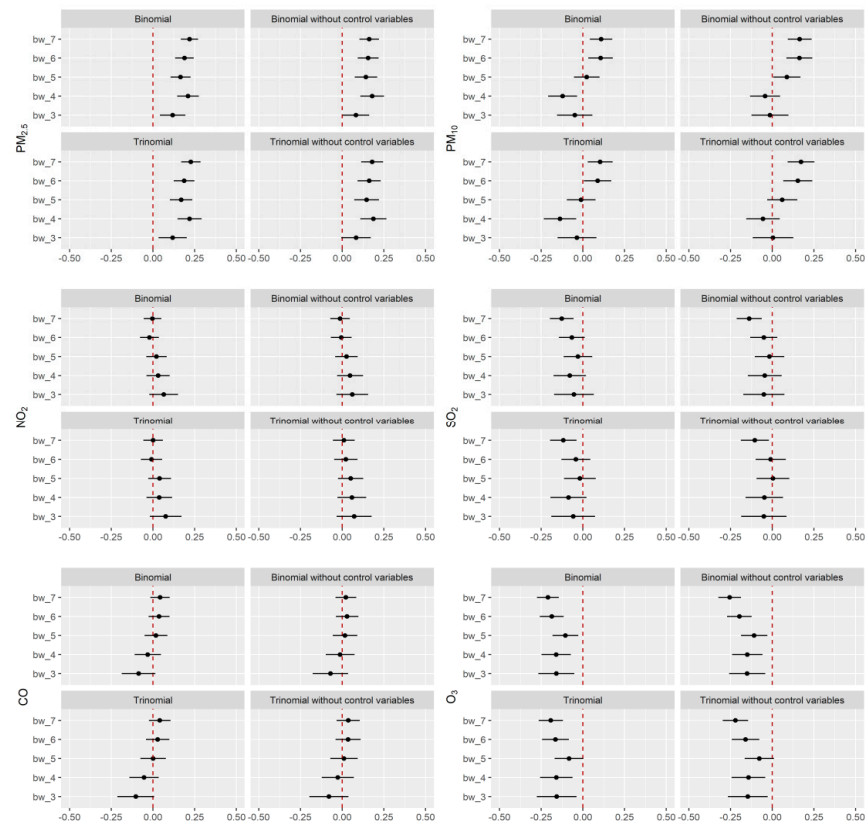 PM2.5
Binomial
Binomial without control variables
bw_7
bw_6
bw_5
bw_4
bw_3
Trinomial
Trinomial without control variables
bw_7
bw_6
bw_5
bw_4
bw_3
-0.50 -0.25 0.00 0.25 0.50 -0.50 -0.25 0.00 0.25 0.50
PM10
Binomial
Binomial without control variables
bw_7
bw_6
bw_5
bw_4
bw_3
Trinomial
Trinomial without control variables
bw_7
bw_6
bw_5
bw_4
bw_3
-0.50 -0.25 0.00 0.25 0.50 -0.50 -0.25 0.00 0.25 0.50
NO2
Binomial
Binomial without control variables
bw_7
bw_6
bw_5
bw_4
bw_3
Trinomial
Trinomial without control variables
bw_7
bw_6
bw_5
bw_4
bw_3
-0.50 -0.25 0.00 0.25 0.50 -0.50 -0.25 0.00 0.25 0.50
SO2
Binomial
Binomial without control variables
bw_7
bw_6
bw_5
bw_4
bw_3
Trinomial
Trinomial without control variables
bw_7
bw_6
bw_5
bw_4
bw_3
-0.50 -0.25 0.00 0.25 0.50 -0.50 -0.25 0.00 0.25 0.50
CO
Binomial
Binomial without control variables
bw_7
bw_6
bw_5
bw_4
bw_3
Trinomial
Trinomial without control variables
bw_7
bw_6
bw_5
bw_4
bw_3
-0.50 -0.25 0.00 0.25 0.50 -0.50 -0.25 0.00 0.25 0.50
O3
Binomial
Binomial without control variables
bw_7
bw_6
bw_5
bw_4
bw_3
Trinomial
Trinomial without control variables
bw_7
bw_6
bw_5
bw_4
bw_3
-0.50 -0.25 0.00 0.25 0.50 -0.50 -0.25 0.00 0.25 0.50